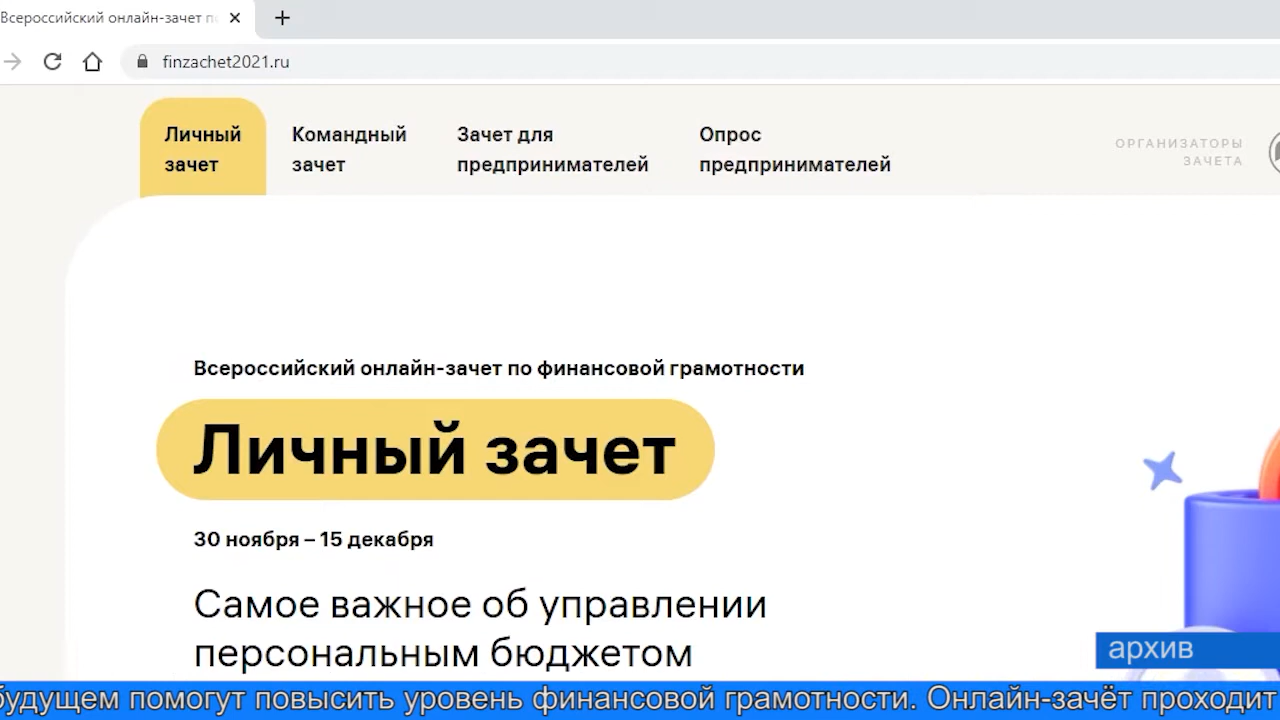 Всероссийский онлайн-зачет
finzachet2021.ru
Личный
зачет
Командный
зачет
Зачет для
предпринимателей
Опрос
предпринимателей
ОРГАНИЗАТОРЫ
ЗАЧЕТА
Всероссийский онлайн-зачет по финансовой грамотности
Личный зачет
30 ноября – 15 декабря
Самое важное об управлении
персональным бюджетом
архив
будущем помогут повысить уровень финансовой грамотности. Онлайн-зачёт проходит